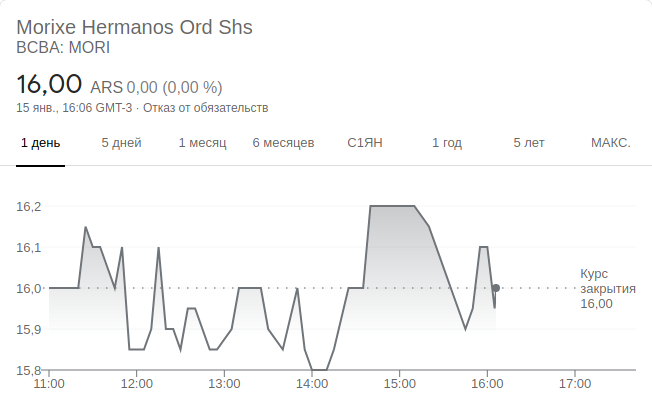 Morixe Hermanos Ord Shs
BCBA: MORI
16,00 ARS 0,00 (0,00 %)
15 янв., 16:06 GMT-3 · Отказ от обязательств
1 день 5 дней 1 месяц 6 месяцев С1ЯН 1 год 5 лет МАКС.
16,2
16,1
16,0
15,9
15,8
Курс
закрытия
16,00
11:00 12:00 13:00 14:00 15:00 16:00 17:00